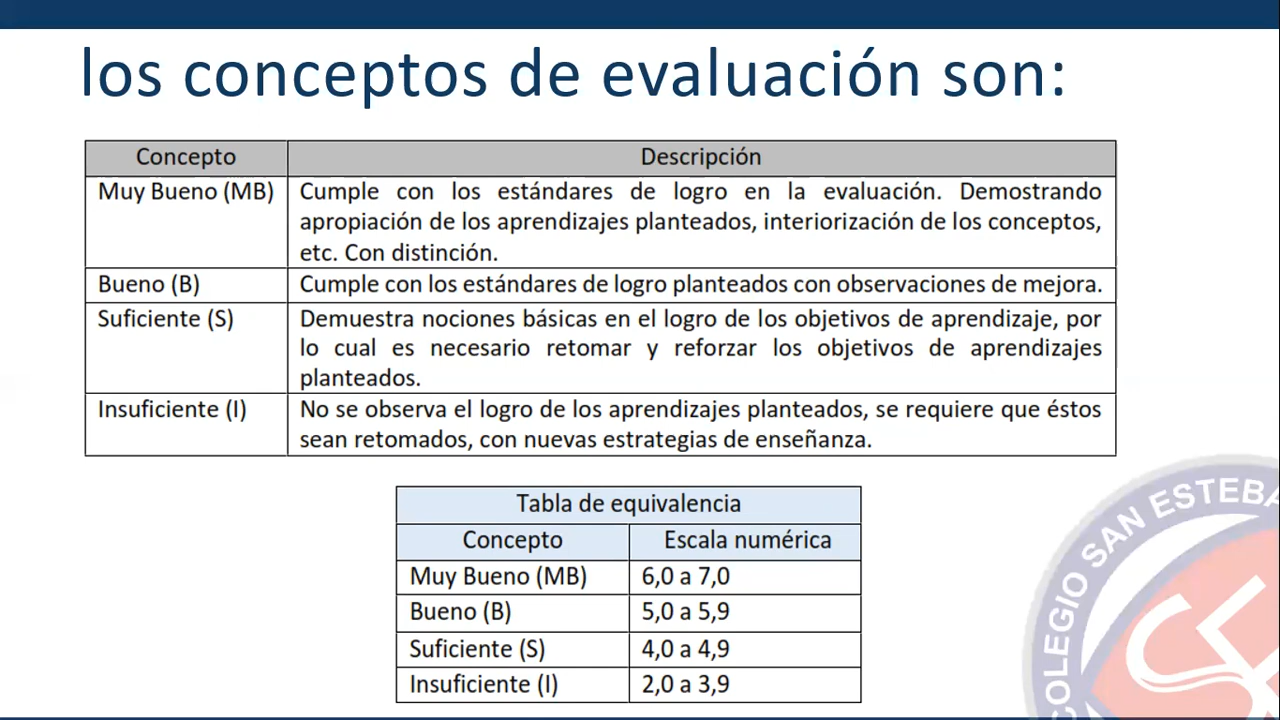 los conceptos de evaluación son:
Concepto Descripción
Muy Bueno (MB) Cumple con los estándares de logro en la evaluación. Demostrando
apropiación de los aprendizajes planteados, interiorización de los conceptos,
etc. Con distinción.
Bueno (B) Cumple con los estándares de logro planteados con observaciones de mejora.
Suficiente (S) Demuestra nociones básicas en el logro de los objetivos de aprendizaje, por
lo cual es necesario retomar y reforzar los objetivos de aprendizajes
planteados.
Insuficiente (I) No se observa el logro de los aprendizajes planteados, se requiere que éstos
sean retomados, con nuevas estrategias de enseñanza.
Tabla de equivalencia
Concepto Escala numérica
Muy Bueno (MB) 6,0 a 7,0
Bueno (B) 5,0 a 5,9
Suficiente (S) 4,0 a 4,9
Insuficiente (I) 2,0 a 3,9
COLEGIO SAN ESTEBA